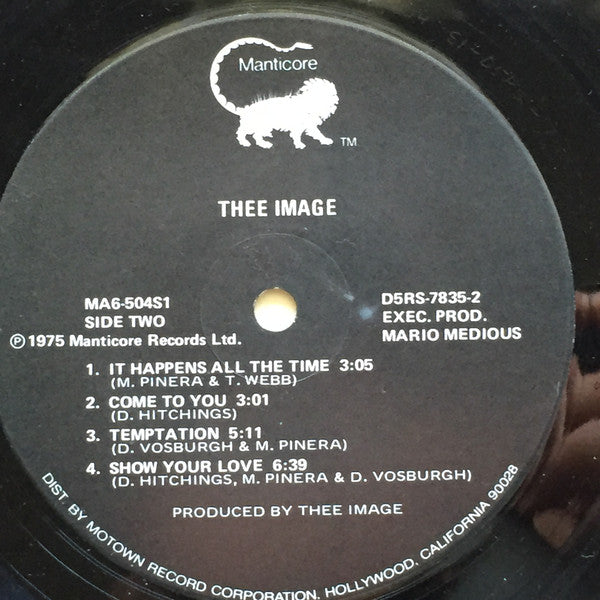 Manticore
TM
THEE IMAGE
MA6-504S1
SIDE TWO
℗ 1975 Manticore Records Ltd.
D5RS-7835-2
EXEC. PROD.
MARIO MEDIOUS
1. IT HAPPENS ALL THE TIME 3:05
(M. PINERA & T. WEBB)
2. COME TO YOU 3:01
(D. HITCHINGS)
3. TEMPTATION 5:11
(D. VOSBURGH & M. PINERA)
4. SHOW YOUR LOVE 6:39
(D. HITCHINGS, M. PINERA & D. VOSBURGH)
PRODUCED BY THEE IMAGE
DIST. BY MOTOWN RECORD CORPORATION, HOLLYWOOD, CALIFORNIA 90028